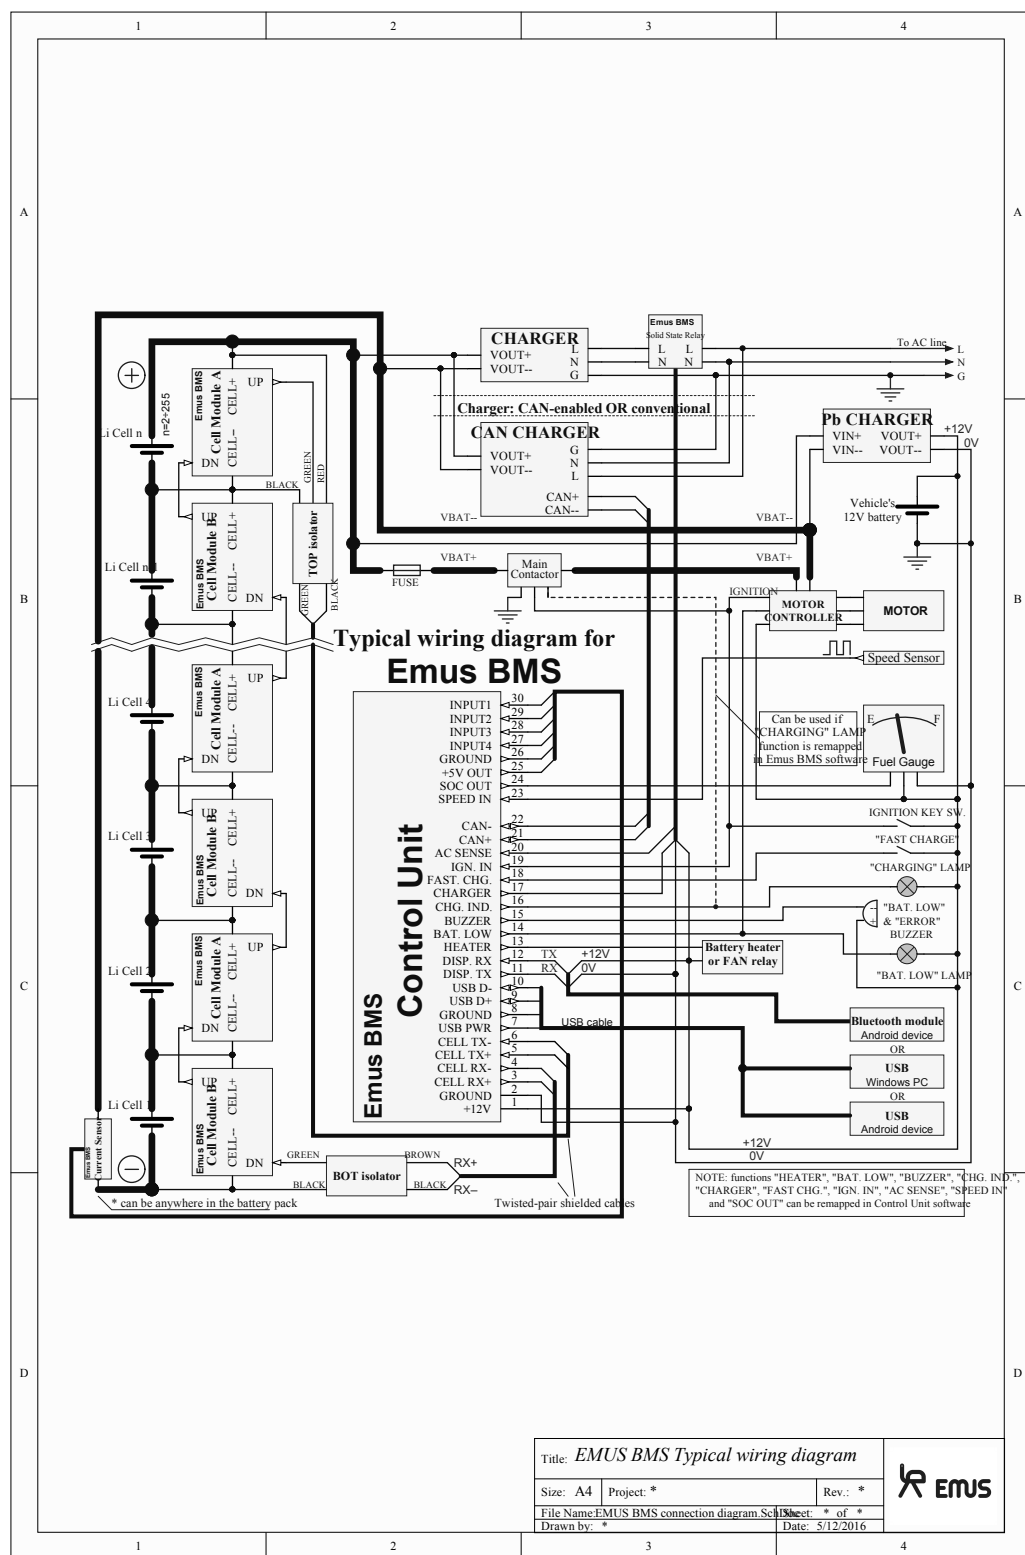 1 2 3 4
A A
Emus BMS
Solid State Relay
CHARGER
VOUT+ L L L To AC line L
VOUT-- N N N N
G G
Charger: CAN-enabled OR conventional
CAN CHARGER
VOUT+ G
VOUT-- N
L
CAN+
CAN--
Pb CHARGER
VIN+ VOUT+ +12V
VIN-- VOUT-- 0V
Vehicle's
12V battery
+
n=2÷255
Li Cell n
Emus BMS
Cell Module A
CELL+
CELL--
UP
DN
GREEN
RED
BLACK
TOP isolator
GREEN
BLACK
Emus BMS
Cell Module B
CELL+
CELL--
UP
DN
VBAT-- VBAT--
VBAT+ VBAT+
FUSE
Main
Contactor
IGNITION
MOTOR
CONTROLLER
MOTOR
Speed Sensor
B B
Typical wiring diagram for
Emus BMS
Li Cell 4
Emus BMS
Cell Module A
CELL+
CELL--
UP
DN
Li Cell 3
Emus BMS
Cell Module B
CELL+
CELL--
UP
DN
Li Cell 2
Emus BMS
Cell Module A
CELL+
CELL--
UP
DN
Li Cell 1
Emus BMS
Cell Module B
CELL+
CELL--
UP
DN
Emus BMS
Control Unit
INPUT1 30
INPUT2 29
INPUT3 28
INPUT4 27
GROUND 26
+5V OUT 25
SOC OUT 24
SPEED IN 23
CAN- 22
CAN+ 21
AC SENSE 20
IGN. IN 19
FAST. CHG. 18
CHARGER 17
CHG. IND. 16
BUZZER 15
BAT. LOW 14
HEATER 13
DISP. RX 12
DISP. TX 11
USB D- 10
USB D+ 9
GROUND 8
USB PWR 7
CELL TX- 6
CELL TX+ 5
CELL RX- 4
CELL RX+ 3
GROUND 2
+12V 1
Can be used if
"CHARGING" LAMP
function is remapped
in Emus BMS software
E F
Fuel Gauge
IGNITION KEY SW.
"FAST CHARGE"
"CHARGING" LAMP
--
+
"BAT. LOW"
& "ERROR"
BUZZER
"BAT. LOW" LAMP
Battery heater
or FAN relay
TX +12V
RX 0V
USB cable
C C
Bluetooth module
Android device
OR
USB
Windows PC
OR
USB
Android device
+12V
0V
Emus BMS
Current Sensor
GREEN BOT isolator BROWN RX+
BLACK BLACK RX–
* can be anywhere in the battery pack
Twisted-pair shielded cables
NOTE: functions "HEATER", "BAT. LOW", "BUZZER", "CHG. IND.",
"CHARGER", "FAST CHG.", "IGN. IN", "AC SENSE", "SPEED IN"
and "SOC OUT" can be remapped in Control Unit software
D D
Title: EMUS BMS Typical wiring diagram
Size: A4 Project: * Rev.: *
File Name: EMUS BMS connection diagram.Sch * of *
Drawn by: * Date: 5/12/2016
EMUS
1 2 3 4